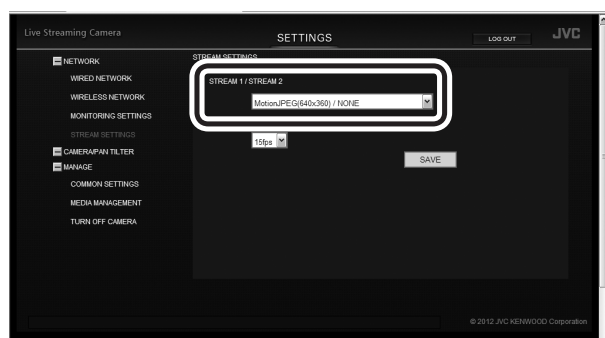 Live Streaming Camera
SETTINGS
LOG OUT
JVC
NETWORK
WIRED NETWORK
WIRELESS NETWORK
MONITORING SETTINGS
STREAM SETTINGS
CAMERA/PAN TILTER
MANAGE
COMMON SETTINGS
MEDIA MANAGEMENT
TURN OFF CAMERA
STREAM SETTINGS
STREAM 1 / STREAM 2
MotionJPEG(640x360) / NONE
15fps
SAVE
© 2012 JVC KENWOOD Corporation